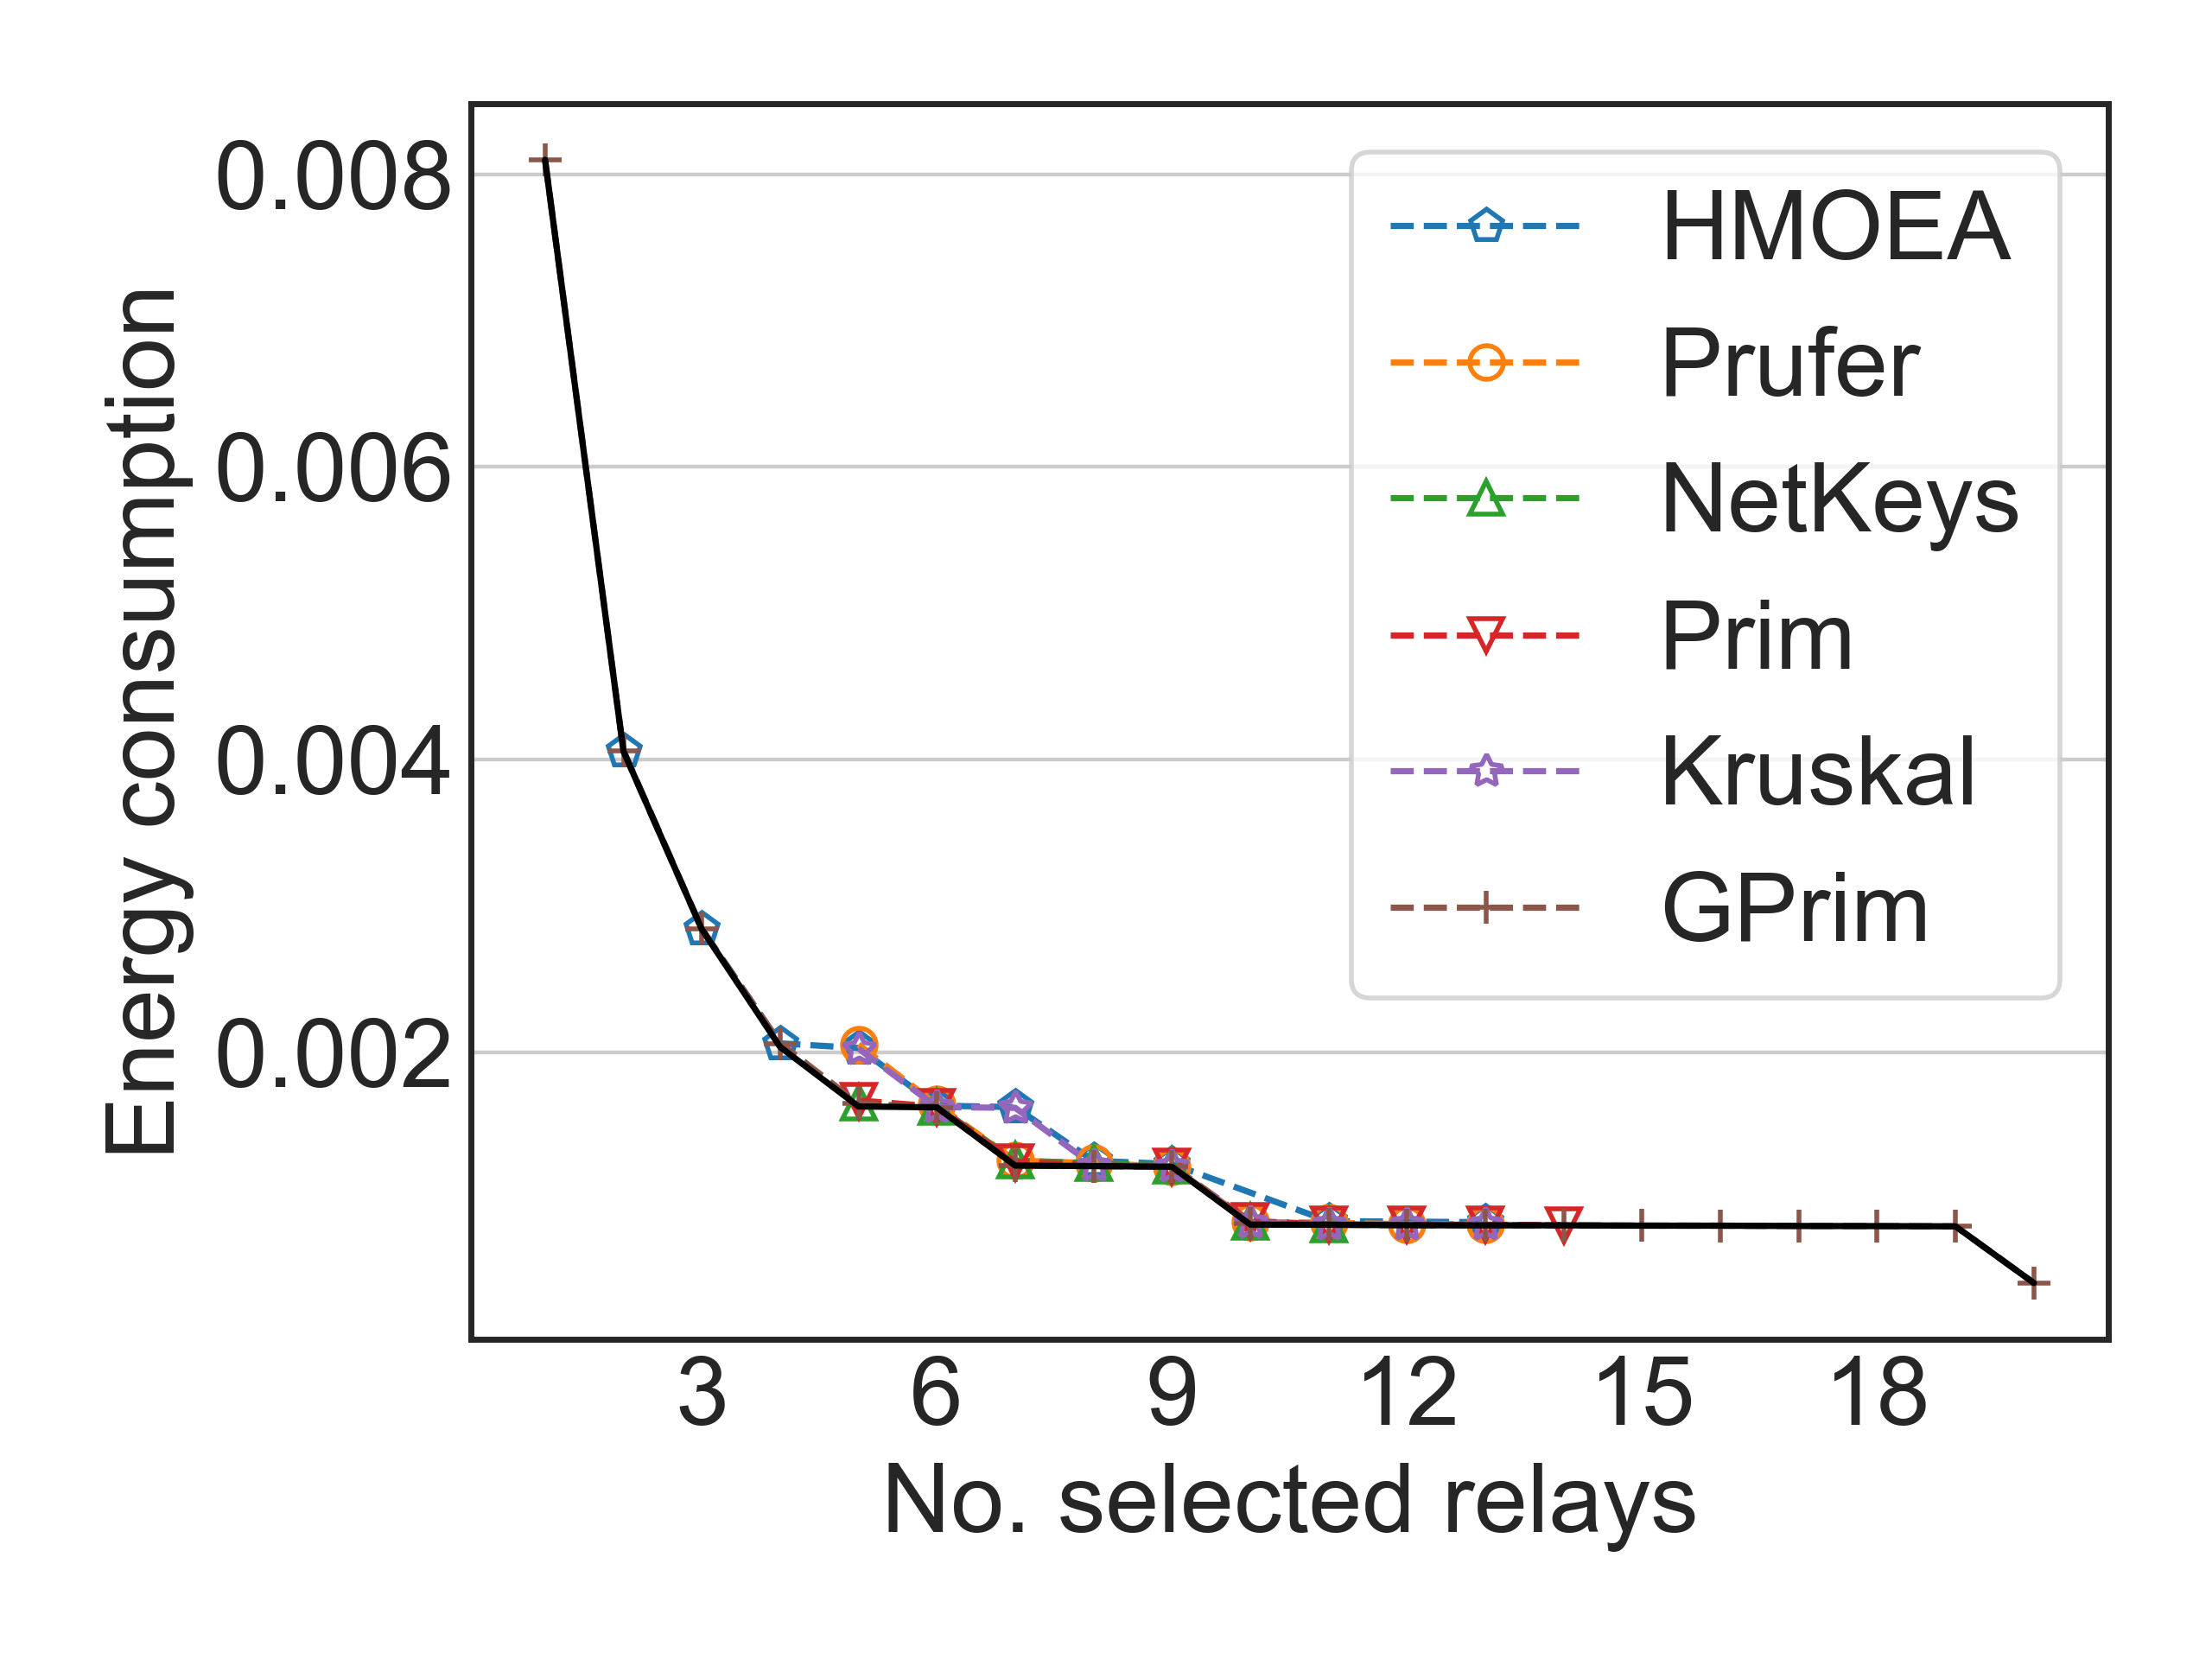 Energy consumption
0.008
0.006
0.004
0.002
HMOEA
Prufer
NetKeys
Prim
Kruskal
GPrim
3 6 9 12 15 18
No. selected relays